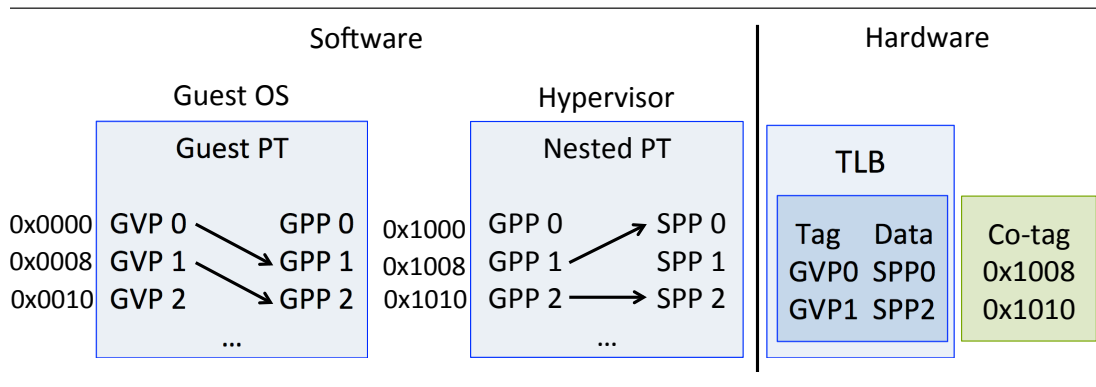 Software
Hardware
Guest OS
Hypervisor
Guest PT
Nested PT
TLB
0x0000 GVP 0 GPP 0
0x0008 GVP 1 GPP 1
0x0010 GVP 2 GPP 2
...
0x1000 GPP 0 SPP 0
0x1008 GPP 1 SPP 1
0x1010 GPP 2 SPP 2
...
Tag Data Co-tag
GVP0 SPP0 0x1008
GVP1 SPP2 0x1010